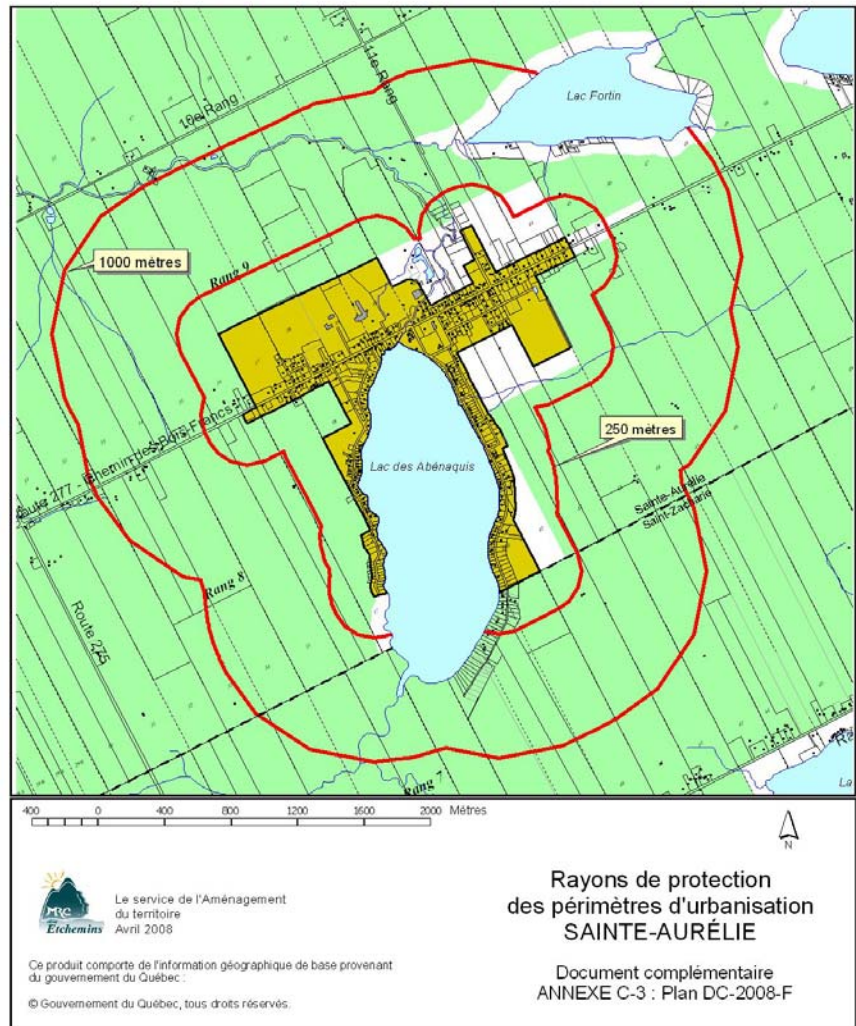 Lac Fortin
11e Rang
10e Rang
1000 mètres
Rang 9
250 mètres
Lac des Abénaquis
Route 277 - Chemin des Bois-Francs
Sainte-Aurélie
Saint-Zacharie
Rang 8
Route 275
Rang 7
La
400 0 400 800 1200 1600 2000 Mètres
N
MRC
des
Etchemins
Le service de l'Aménagement
du territoire
Avril 2008
Rayons de protection
des périmètres d'urbanisation
SAINTE-AURÉLIE
Ce produit comporte de l'information géographique de base provenant
du gouvernement du Québec :
© Gouvernement du Québec, tous droits réservés.
Document complémentaire
ANNEXE C-3 : Plan DC-2008-F